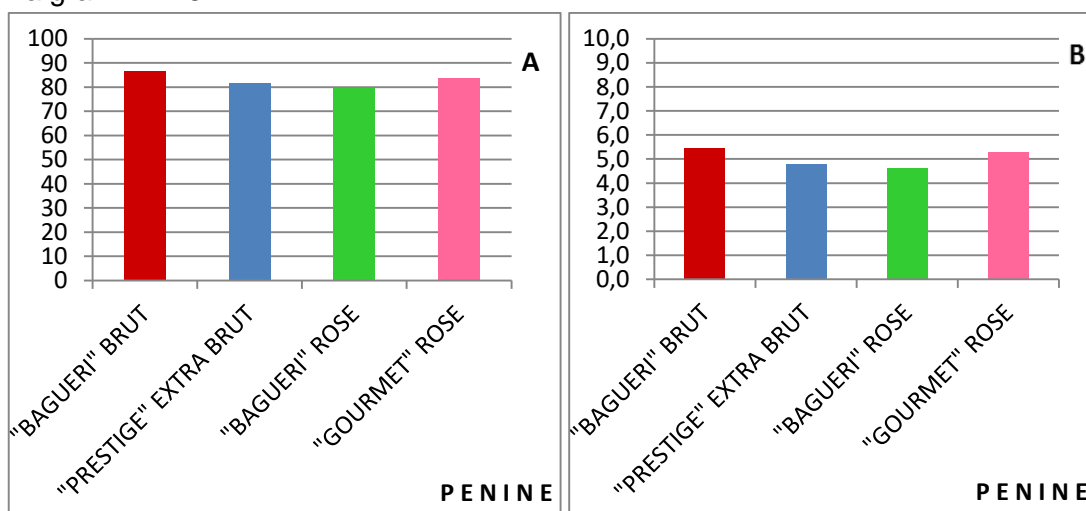 100
90
80
70
60
50
40
30
20
10
0
A
"BAGUERI" BRUT
"PRESTIGE" EXTRA BRUT
"BAGUERI" ROSE
"GOURMET" ROSE
PENINE
10,0
9,0
8,0
7,0
6,0
5,0
4,0
3,0
2,0
1,0
0,0
B
"BAGUERI" BRUT
"PRESTIGE" EXTRA BRUT
"BAGUERI" ROSE
"GOURMET" ROSE
PENINE